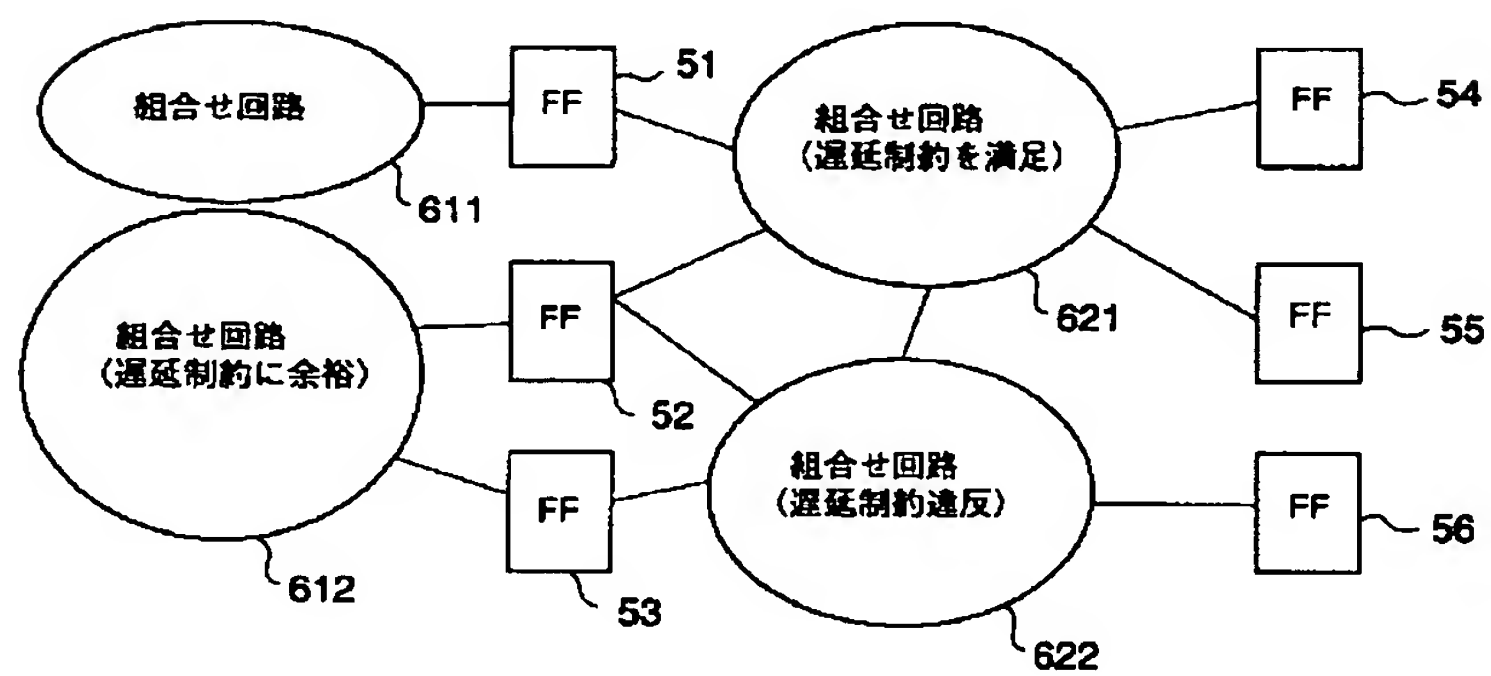 組合せ回路
611
FF
51
組合せ回路
(遅延制約を満足)
621
FF
54
組合せ回路
(遅延制約に余裕)
612
FF
52
FF
55
FF
53
組合せ回路
(遅延制約違反)
622
FF
56